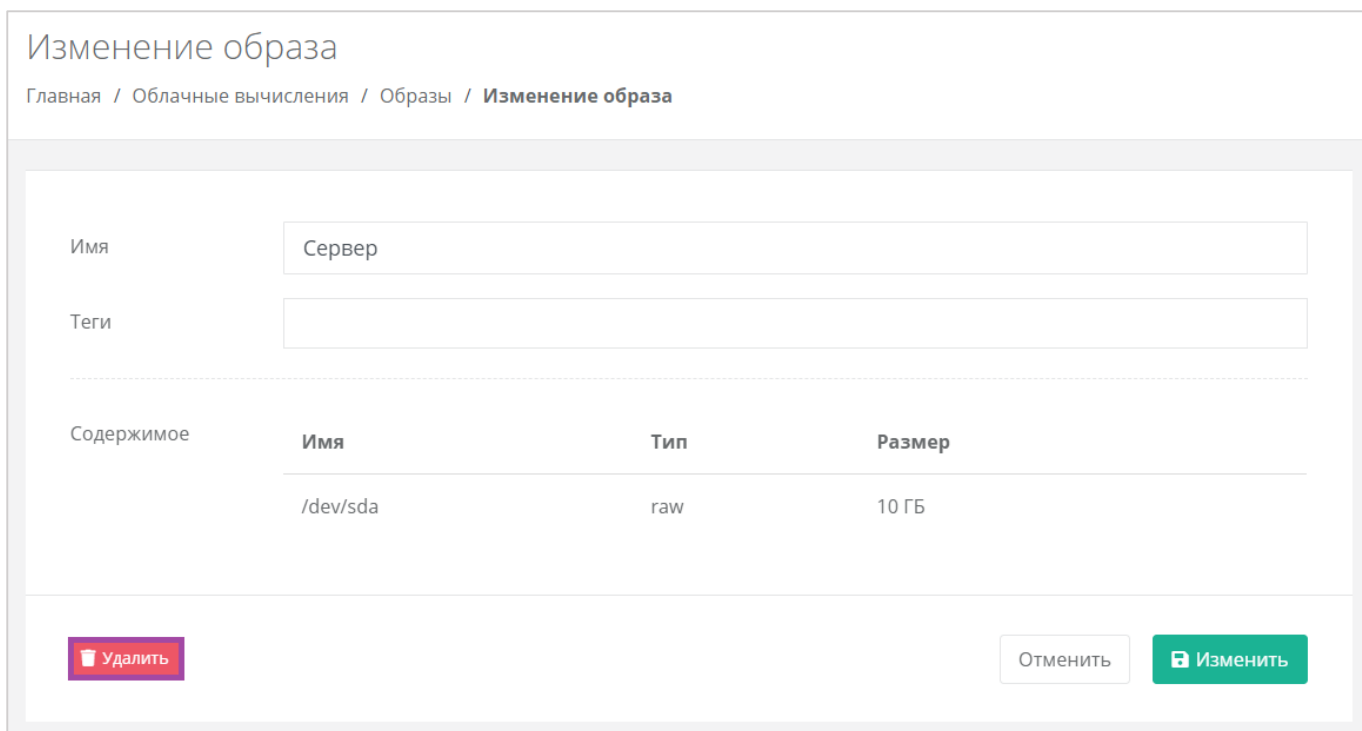 Изменение образа
Главная / Облачные вычисления / Образы / Изменение образа
Имя Сервер
Теги
Содержимое Имя Тип Размер
/dev/sda raw 10 ГБ
Удалить Отменить Изменить